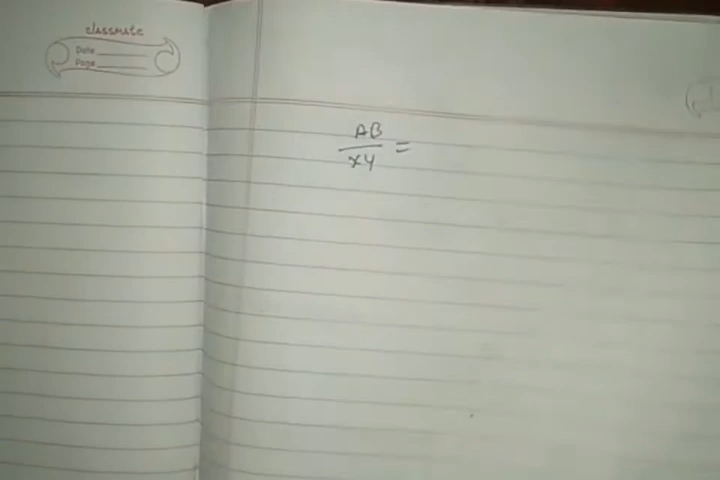 classmate
Date
Page
AB
XY =